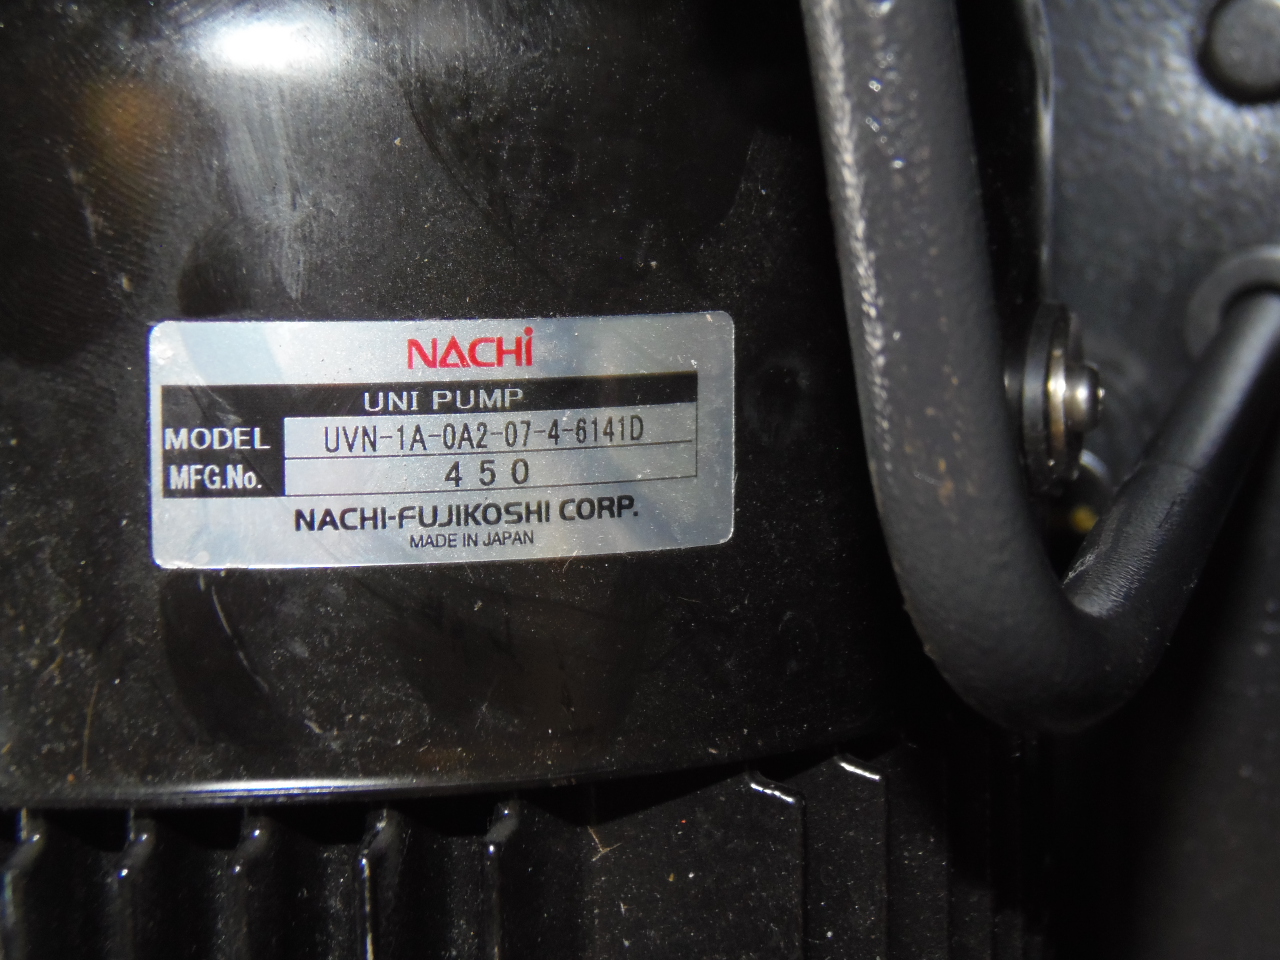 NACHi
UNI PUMP
MODEL UVN-1A-0A2-07-4-6141D
MFG.No. 450
NACHI-FUJIKOSHI CORP.
MADE IN JAPAN